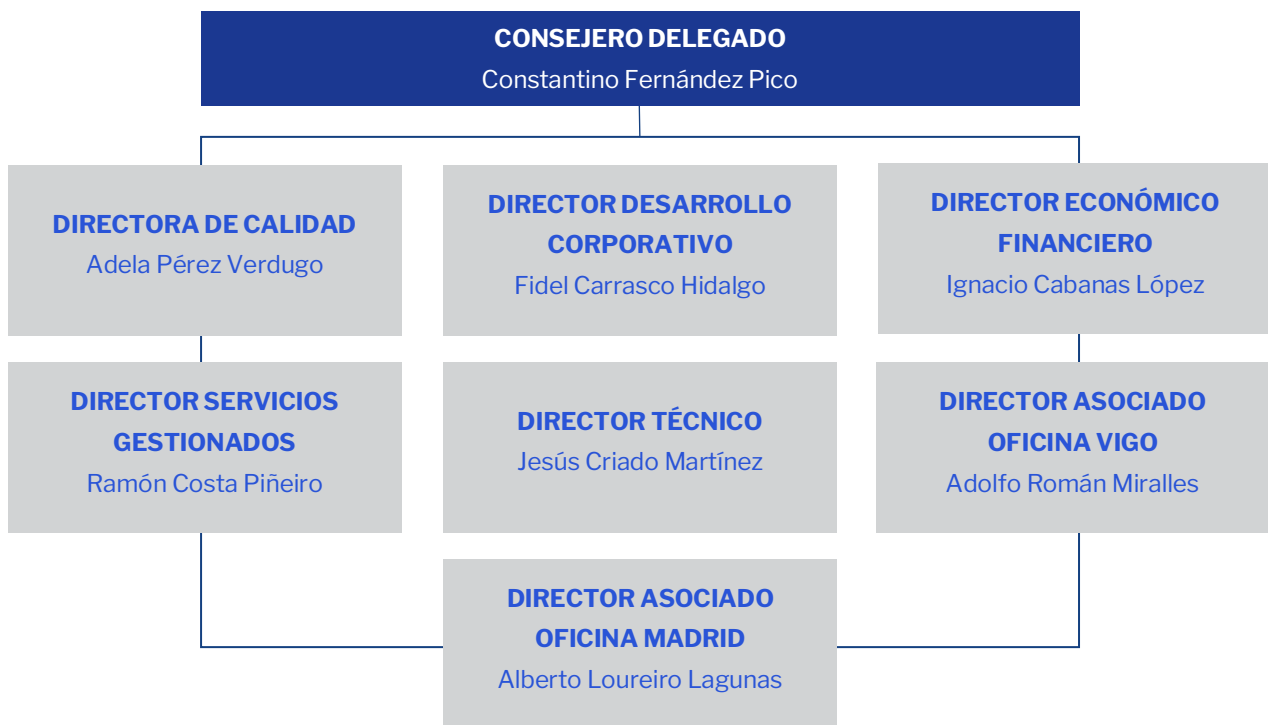 CONSEJERO DELEGADO
Constantino Fernández Pico
DIRECTORA DE CALIDAD
Adela Pérez Verdugo
DIRECTOR DESARROLLO
CORPORATIVO
Fidel Carrasco Hidalgo
DIRECTOR ECONÓMICO
FINANCIERO
Ignacio Cabanas López
DIRECTOR SERVICIOS
GESTIONADOS
Ramón Costa Piñeiro
DIRECTOR TÉCNICO
Jesús Criado Martínez
DIRECTOR ASOCIADO
OFICINA VIGO
Adolfo Román Miralles
DIRECTOR ASOCIADO
OFICINA MADRID
Alberto Loureiro Lagunas